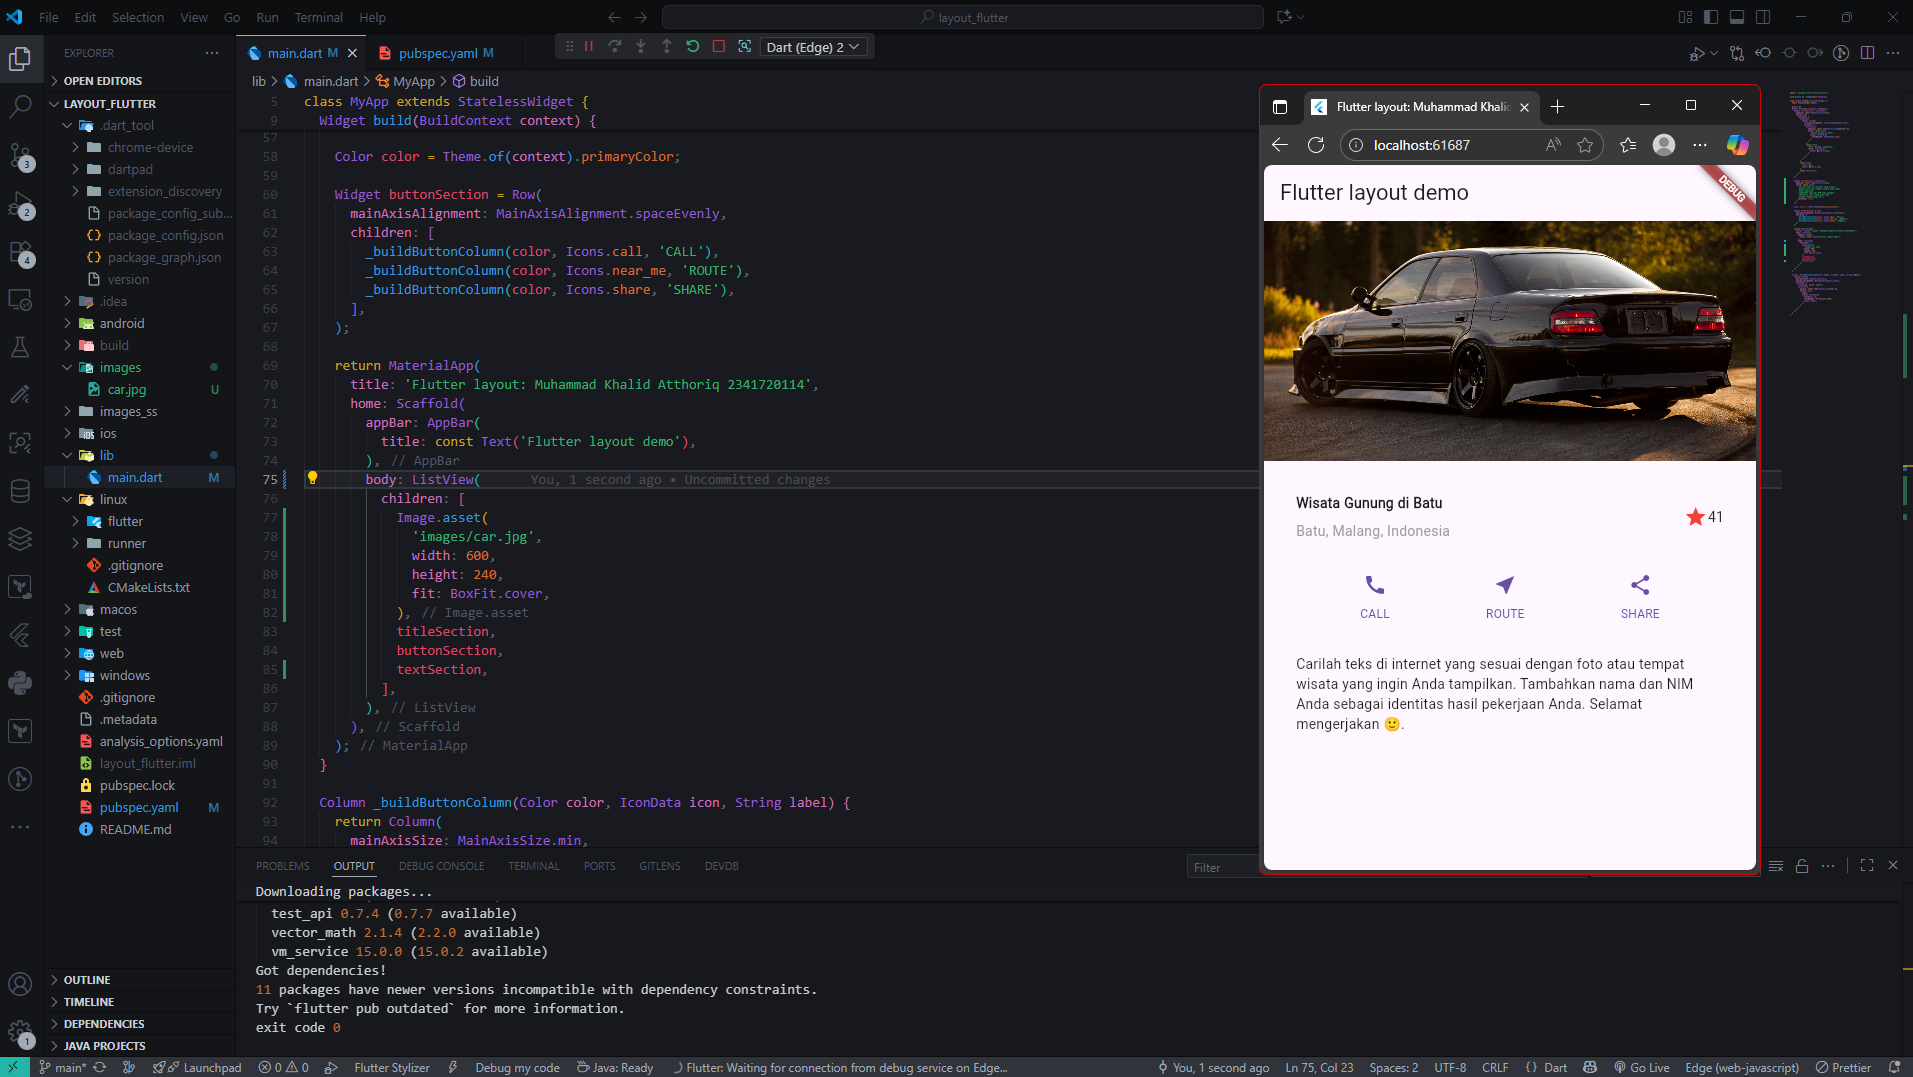 File Edit Selection View Go Run Terminal Help
layout_flutter
EXPLORER
OPEN EDITORS
LAYOUT_FLUTTER
.dart_tool
chrome-device
dartpad
extension_discovery
package_config_sub...
package_config.json
package_graph.json
version
.idea
android
build
images
car.jpg U
images_ss
ios
lib
main.dart M
linux
flutter
runner
.gitignore
CMakeLists.txt
macos
test
web
windows
.gitignore
.metadata
analysis_options.yaml
layout_flutter.iml
pubspec.lock
pubspec.yaml M
README.md
OUTLINE
TIMELINE
DEPENDENCIES
JAVA PROJECTS
3
2
4
1
main.dart M
pubspec.yaml M
Dart (Edge) 2
lib > main.dart > MyApp > build
5 class MyApp extends StatelessWidget {
9 Widget build(BuildContext context) {
57
58 Color color = Theme.of(context).primaryColor;
59
60 Widget buttonSection = Row(
61 mainAxisAlignment: MainAxisAlignment.spaceEvenly,
62 children: [
63 _buildButtonColumn(color, Icons.call, 'CALL'),
64 _buildButtonColumn(color, Icons.near_me, 'ROUTE'),
65 _buildButtonColumn(color, Icons.share, 'SHARE'),
66 ],
67 );
68
69 return MaterialApp(
70 title: 'Flutter layout: Muhammad Khalid Atthoriq 2341720114',
71 home: Scaffold(
72 appBar: AppBar(
73 title: const Text('Flutter layout demo'),
74 ), // AppBar
75 body: ListView( You, 1 second ago • Uncommitted changes
76 children: [
77 Image.asset(
78 'images/car.jpg',
79 width: 600,
80 height: 240,
81 fit: BoxFit.cover,
82 ), // Image.asset
83 titleSection,
84 buttonSection,
85 textSection,
86 ],
87 ), // ListView
88 ), // Scaffold
89 ); // MaterialApp
90 }
91
92 Column _buildButtonColumn(Color color, IconData icon, String label) {
93 return Column(
94 mainAxisSize: MainAxisSize.min,
Flutter layout: Muhammad Khalid
localhost:61687
Flutter layout demo
DEBUG
Wisata Gunung di Batu
Batu, Malang, Indonesia
41
CALL ROUTE SHARE
Carilah teks di internet yang sesuai dengan foto atau tempat
wisata yang ingin Anda tampilkan. Tambahkan nama dan NIM
Anda sebagai identitas hasil pekerjaan Anda. Selamat
mengerjakan 🙂.
PROBLEMS OUTPUT DEBUG CONSOLE TERMINAL PORTS GITLENS DEVDB
Filter
Downloading packages...
test_api 0.7.4 (0.7.7 available)
vector_math 2.1.4 (2.2.0 available)
vm_service 15.0.0 (15.0.2 available)
Got dependencies!
11 packages have newer versions incompatible with dependency constraints.
Try `flutter pub outdated` for more information.
exit code 0
main* Launchpad 0 0 Flutter Stylizer Debug my code Java: Ready Flutter: Waiting for connection from debug service on Edge...
You, 1 second ago Ln 75, Col 23 Spaces: 2 UTF-8 CRLF {} Dart Go Live Edge (web-javascript) Prettier